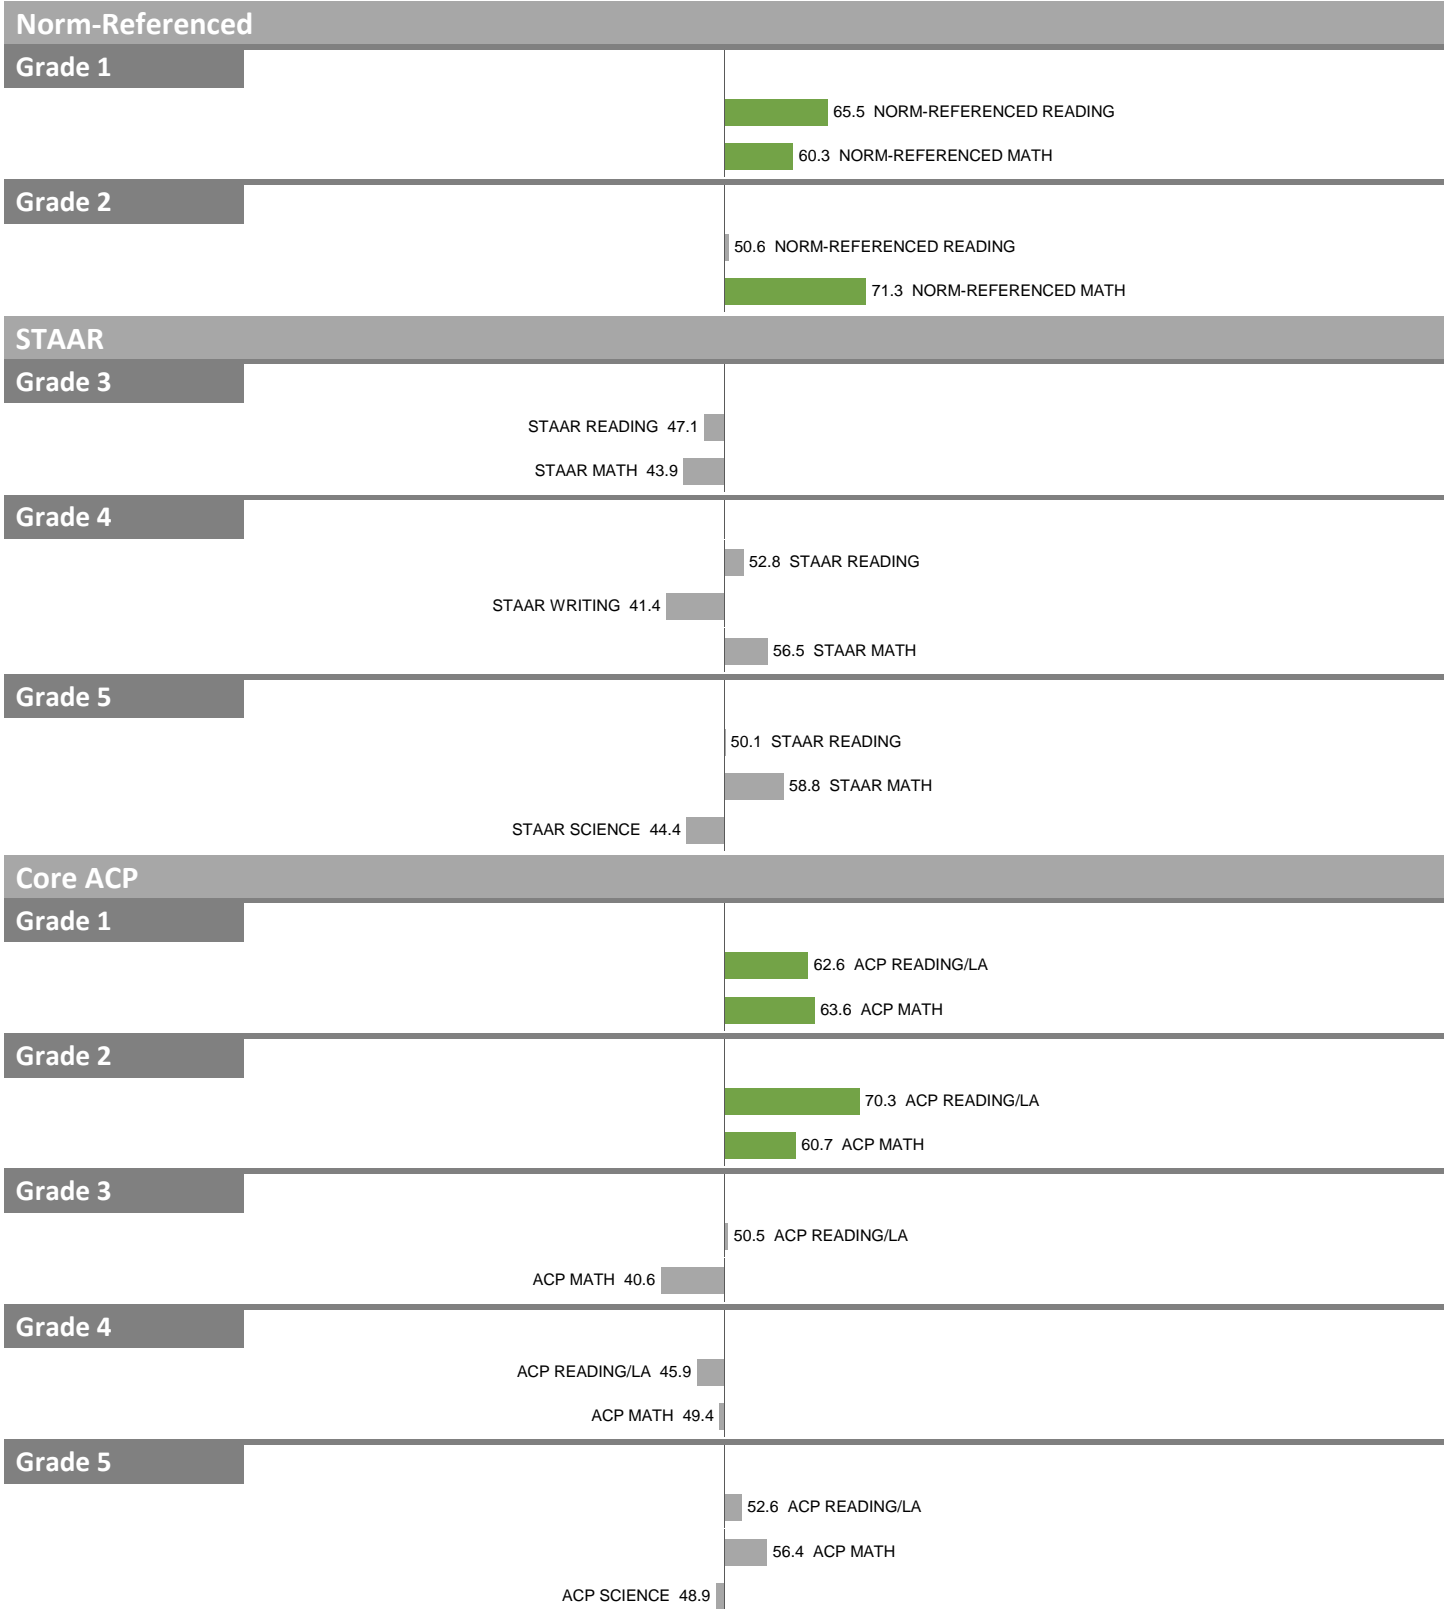 Norm-Referenced
Grade 1
65.5 NORM-REFERENCED READING
60.3 NORM-REFERENCED MATH
Grade 2
50.6 NORM-REFERENCED READING
71.3 NORM-REFERENCED MATH
STAAR
Grade 3
STAAR READING 47.1
STAAR MATH 43.9
Grade 4
52.8 STAAR READING
STAAR WRITING 41.4
56.5 STAAR MATH
Grade 5
50.1 STAAR READING
58.8 STAAR MATH
STAAR SCIENCE 44.4
Core ACP
Grade 1
62.6 ACP READING/LA
63.6 ACP MATH
Grade 2
70.3 ACP READING/LA
60.7 ACP MATH
Grade 3
50.5 ACP READING/LA
ACP MATH 40.6
Grade 4
ACP READING/LA 45.9
ACP MATH 49.4
Grade 5
52.6 ACP READING/LA
56.4 ACP MATH
ACP SCIENCE 48.9